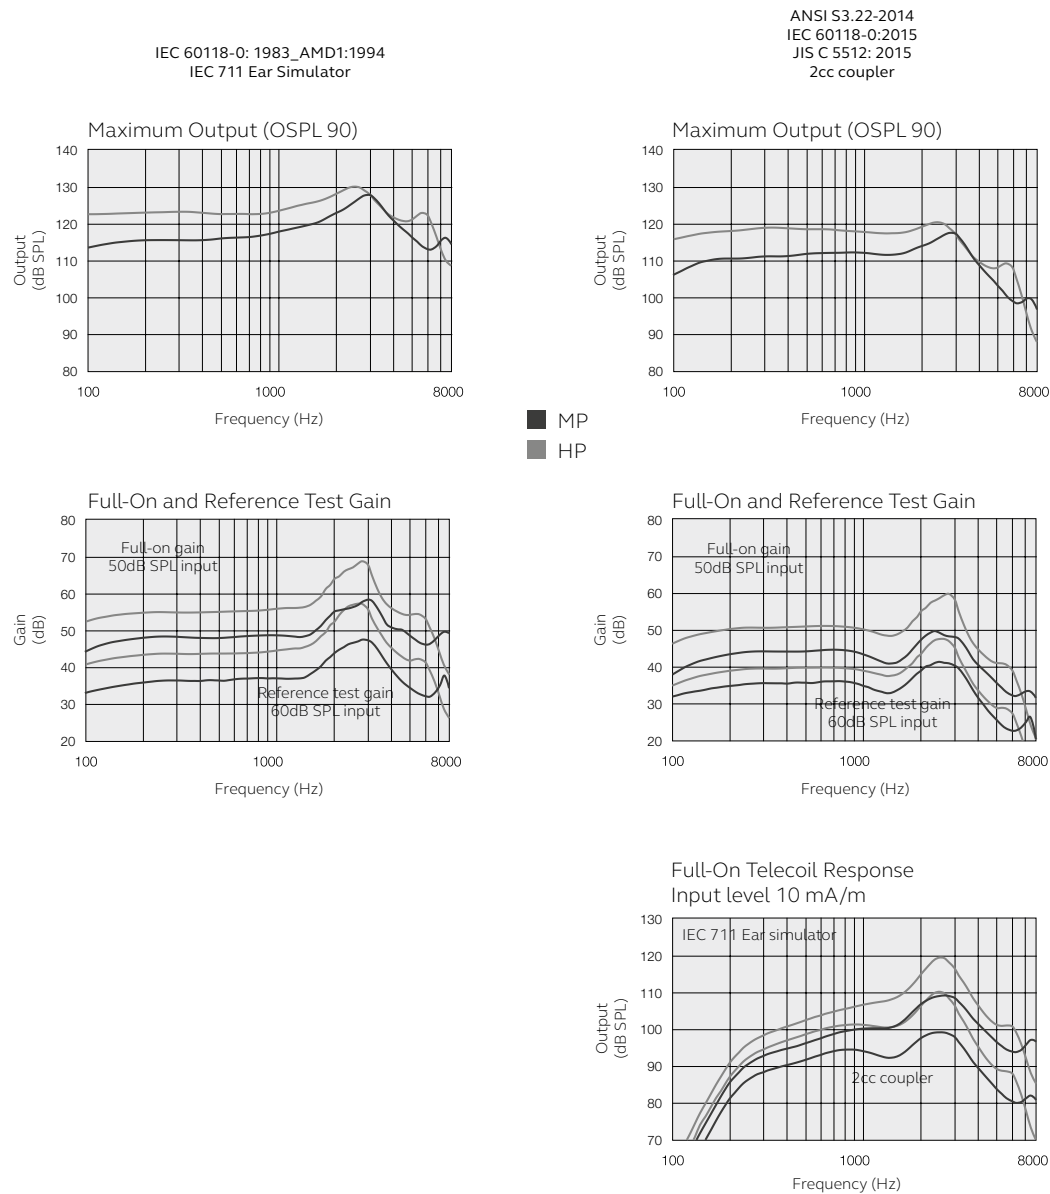 IEC 60118-0: 1983_AMD1:1994
IEC 711 Ear Simulator
ANSI S3.22-2014
IEC 60118-0:2015
JIS C 5512: 2015
2cc coupler
Maximum Output (OSPL 90)
140
130
120
110
100
90
80
Output
(dB SPL)
100
1000
8000
Frequency (Hz)
Maximum Output (OSPL 90)
140
130
120
110
100
90
80
Output
(dB SPL)
100
1000
8000
Frequency (Hz)
MP
HP
Full-On and Reference Test Gain
80
70
60
50
40
30
20
Gain
(dB)
Full-on gain
50dB SPL input
Reference test gain
60dB SPL input
100
1000
8000
Frequency (Hz)
Full-On and Reference Test Gain
80
70
60
50
40
30
20
Gain
(dB)
Full-on gain
50dB SPL input
Reference test gain
60dB SPL input
100
1000
8000
Frequency (Hz)
Full-On Telecoil Response
Input level 10 mA/m
130
120
110
100
90
80
70
Output
(dB SPL)
IEC 711 Ear simulator
2cc coupler
100
1000
8000
Frequency (Hz)